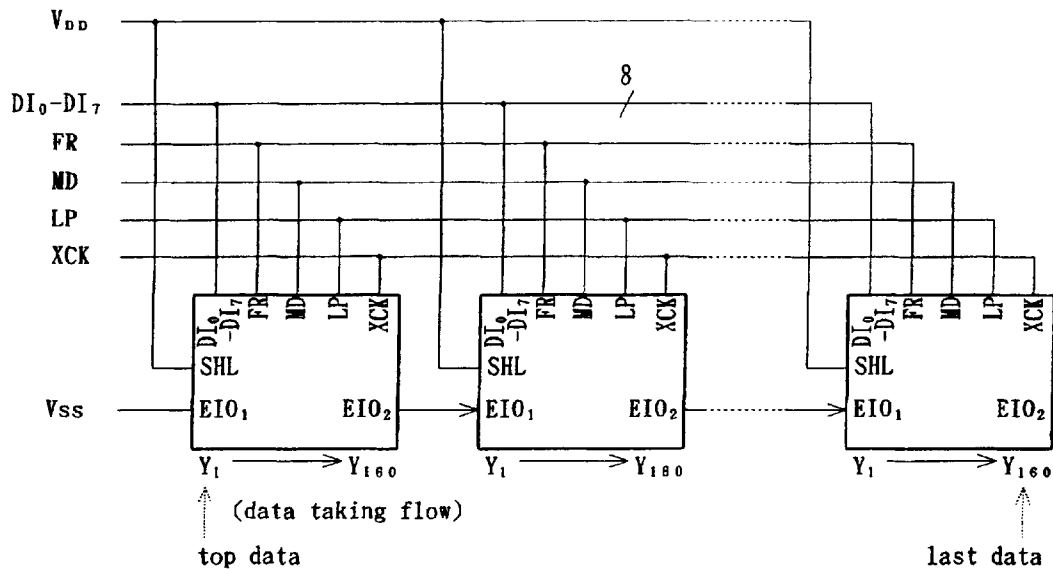 V_DD
8
DI₀-DI₇
FR
MD
LP
XCK
DI₀ -DI₇ FR MD LP XCK
DI₀ -DI₇ FR MD LP XCK
DI₀ -DI₇ FR MD LP XCK
SHL SHL SHL
VSS EIO₁ EIO₂ EIO₁ EIO₂ EIO₁ EIO₂
Y₁ Y₁₆₀ Y₁ Y₁₆₀ Y₁ Y₁₆₀
(data taking flow)
top data last data